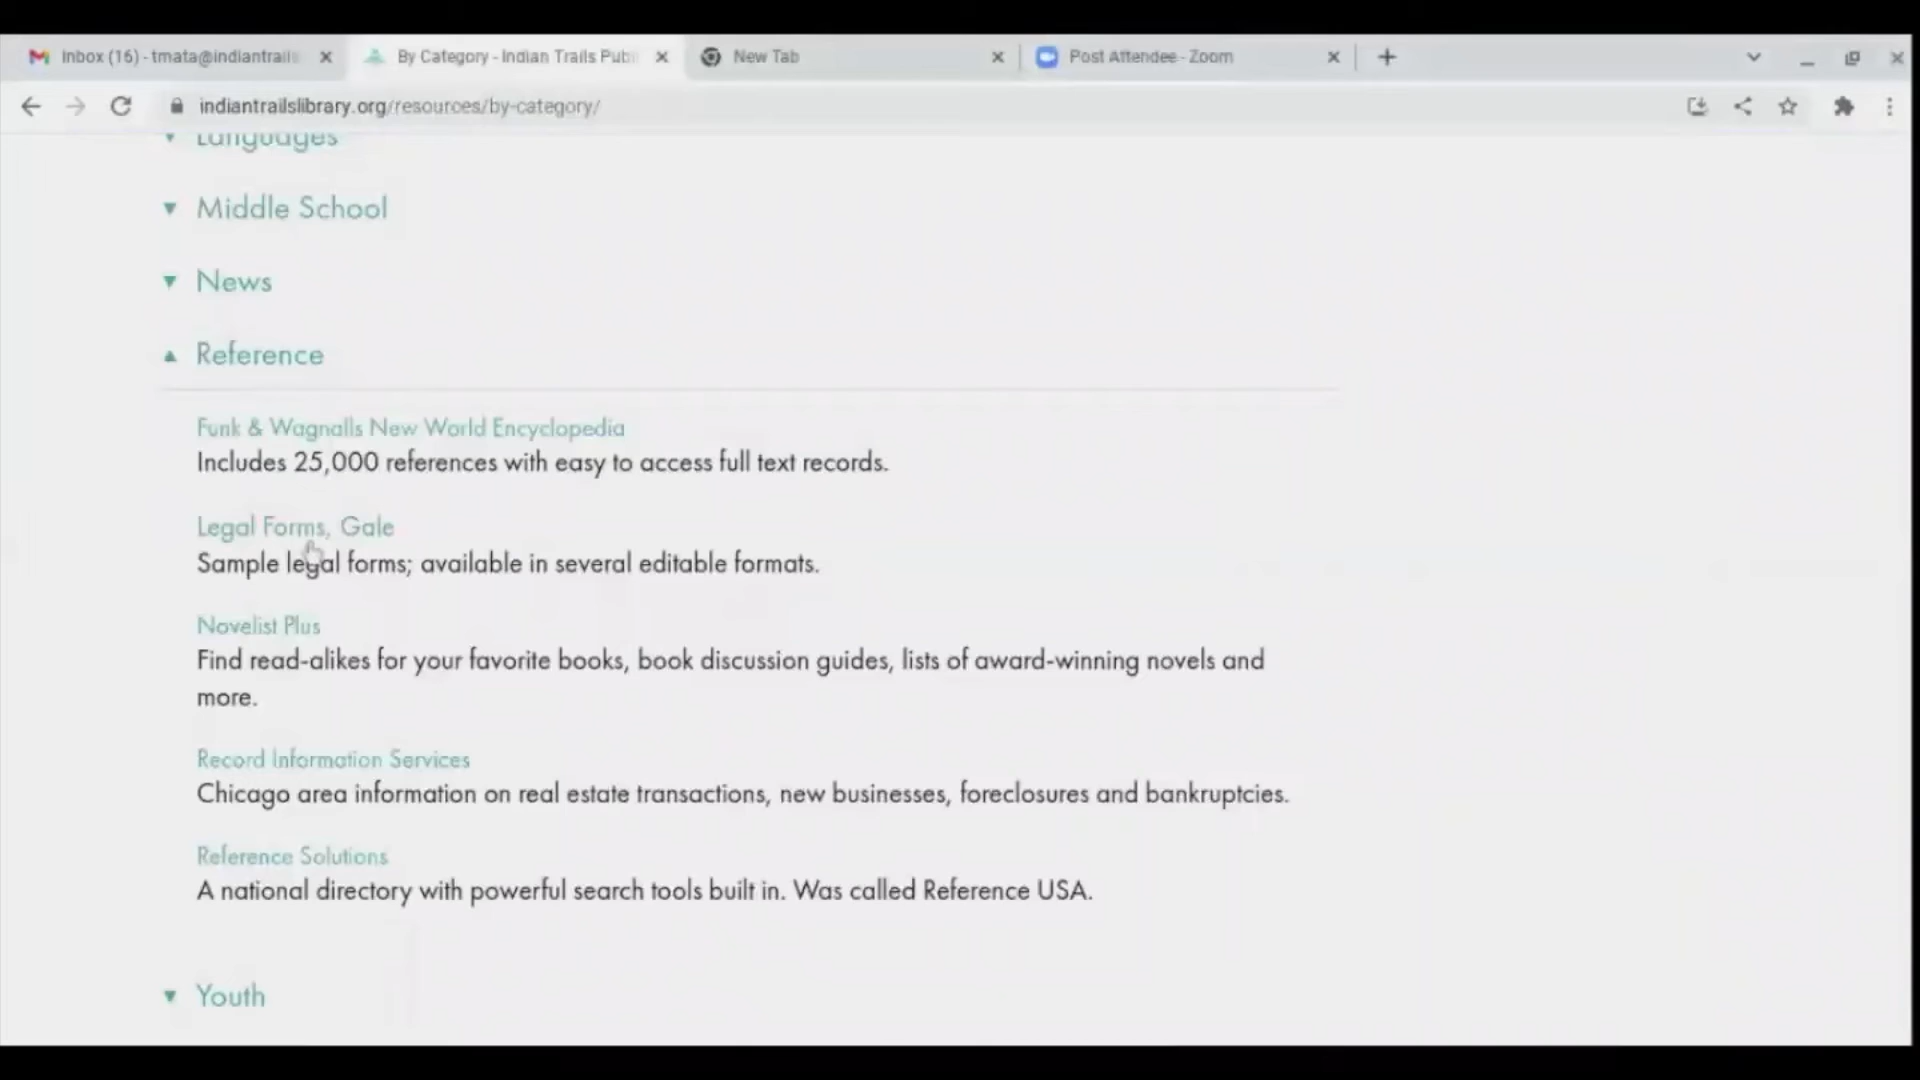 Inbox (16) - tmata@indiantrails
By Category - Indian Trails Publ
New Tab
Post Attendee - Zoom
indiantrailslibrary.org/resources/by-category/
Languages
Middle School
News
Reference
Funk & Wagnalls New World Encyclopedia
Includes 25,000 references with easy to access full text records.
Legal Forms, Gale
Sample legal forms; available in several editable formats.
Novelist Plus
Find read-alikes for your favorite books, book discussion guides, lists of award-winning novels and
more.
Record Information Services
Chicago area information on real estate transactions, new businesses, foreclosures and bankruptcies.
Reference Solutions
A national directory with powerful search tools built in. Was called Reference USA.
Youth